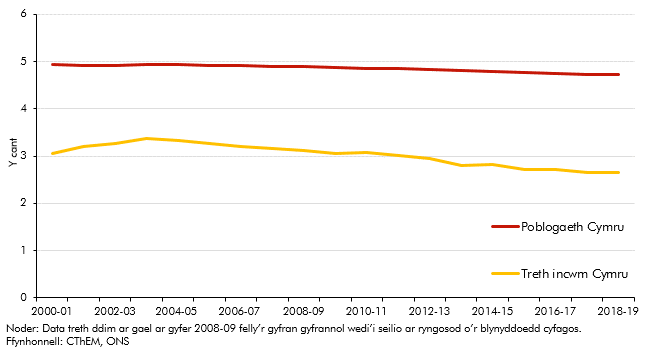 6
5
4
3
2
1
0
Y cant
Poblogaeth Cymru
Treth incwm Cymru
2000-01 2002-03 2004-05 2006-07 2008-09 2010-11 2012-13 2014-15 2016-17 2018-19
Noder: Data treth ddim ar gael ar gyfer 2008-09 felly'r gyfran gyfrannol wedi'i seilio ar ryngosod o'r blynyddoedd cyfagos.
Ffynhonnell: CThEM, ONS